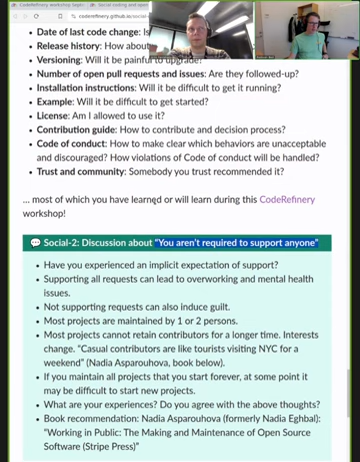 CodeRefinery workshop
Social coding and open
coderefinery.github.io/social-
• Date of last code change: Is
• Release history: How about
• Versioning: Will it be painful to upgrade?
• Number of open pull requests and issues: Are they followed-up?
• Installation instructions: Will it be difficult to get it running?
• Example: Will it be difficult to get started?
• License: Am I allowed to use it?
• Contribution guide: How to contribute and decision process?
• Code of conduct: How to make clear which behaviors are unacceptable
and discouraged? How violations of Code of conduct will be handled?
• Trust and community: Somebody you trust recommended it?
... most of which you have learned or will learn during this CodeRefinery
workshop!
Social-2: Discussion about “You aren’t required to support anyone”
• Have you experienced an implicit expectation of support?
• Supporting all requests can lead to overworking and mental health
issues.
• Not supporting requests can also induce guilt.
• Most projects are maintained by 1 or 2 persons.
• Most projects cannot retain contributors for a longer time. Interests
change. “Casual contributors are like tourists visiting NYC for a
weekend” (Nadia Asparouhova, book below).
• If you maintain all projects that you start forever, at some point it
may be difficult to start new projects.
• What are your experiences? Do you agree with the above thoughts?
• Book recommendation: Nadia Asparouhova (formerly Nadia Eghbal):
“Working in Public: The Making and Maintenance of Open Source
Software (Stripe Press)”